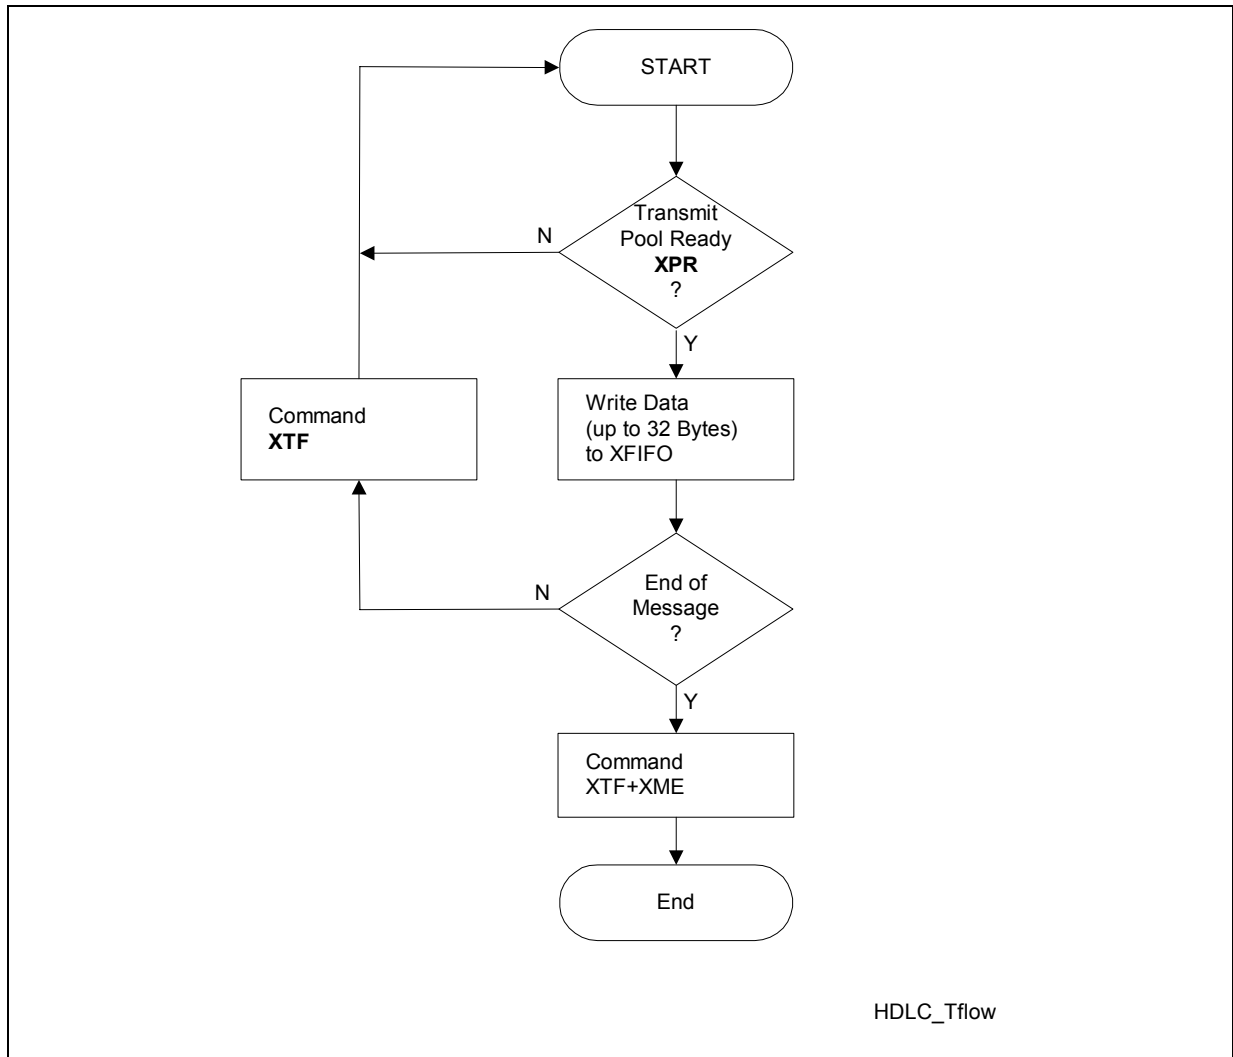 START
Transmit
Pool Ready
XPR
?
N
Y
Command
XTF
Write Data
(up to 32 Bytes)
to XFIFO
End of
Message
?
N
Y
Command
XTF+XME
End
HDLC_Tflow